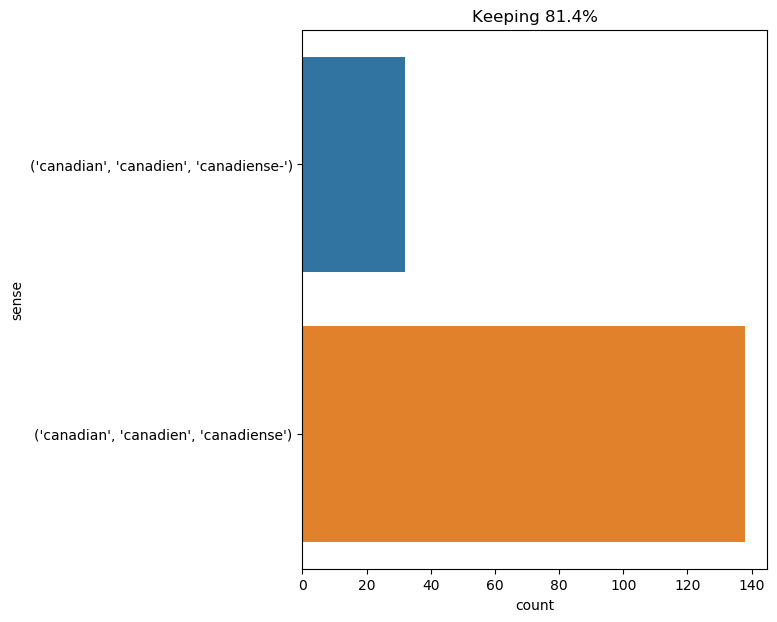 Keeping 81.4%
('canadian', 'canadien', 'canadiense-')
('canadian', 'canadien', 'canadiense')
sense
0 20 40 60 80 100 120 140
count